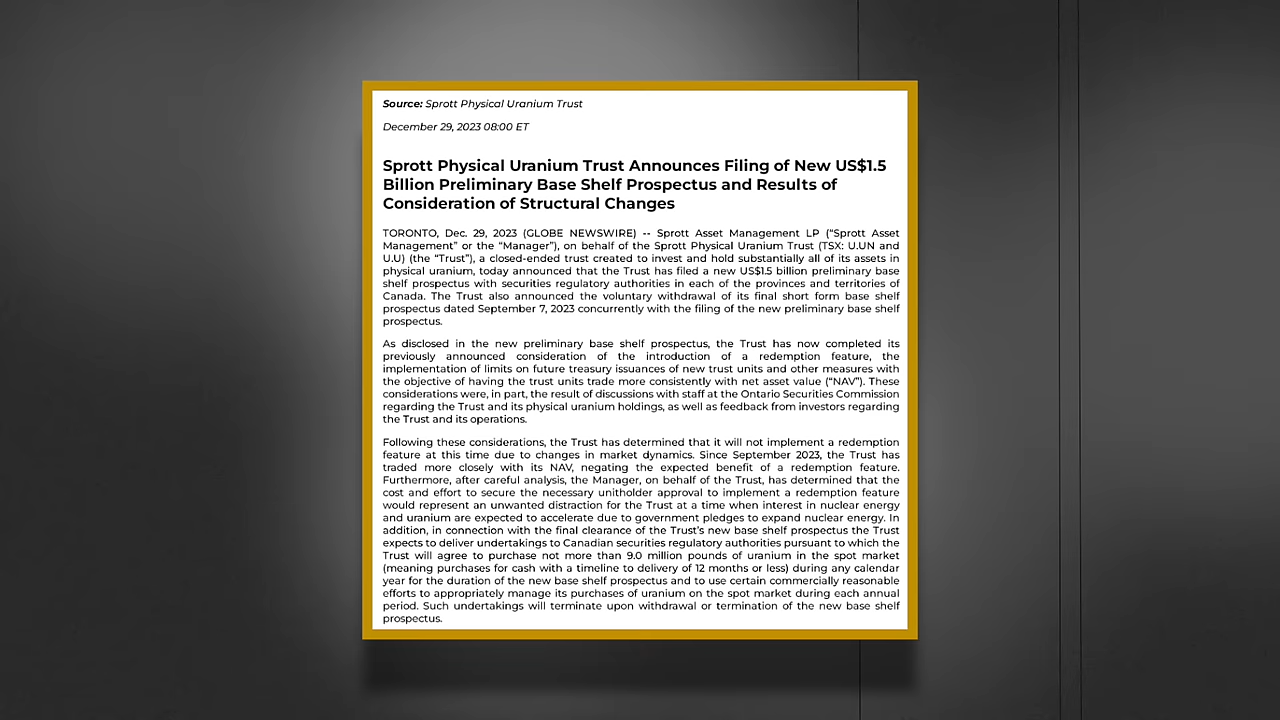 Source: Sprott Physical Uranium Trust
December 29, 2023 08:00 ET
Sprott Physical Uranium Trust Announces Filing of New US$1.5
Billion Preliminary Base Shelf Prospectus and Results of
Consideration of Structural Changes
TORONTO, Dec. 29, 2023 (GLOBE NEWSWIRE) -- Sprott Asset Management LP (“Sprott Asset
Management” or the “Manager”), on behalf of the Sprott Physical Uranium Trust (TSX: U.UN and
U.U) (the “Trust”), a closed-ended trust created to invest and hold substantially all of its assets in
physical uranium, today announced that the Trust has filed a new US$1.5 billion preliminary base
shelf prospectus with securities regulatory authorities in each of the provinces and territories of
Canada. The Trust also announced the voluntary withdrawal of its final short form base shelf
prospectus dated September 7, 2023 concurrently with the filing of the new preliminary base shelf
prospectus.
As disclosed in the new preliminary base shelf prospectus, the Trust has now completed its
previously announced consideration of the introduction of a redemption feature, the
implementation of limits on future treasury issuances of new trust units and other measures with
the objective of having the trust units trade more consistently with net asset value (“NAV”). These
considerations were, in part, the result of discussions with staff at the Ontario Securities Commission
regarding the Trust and its physical uranium holdings, as well as feedback from investors regarding
the Trust and its operations.
Following these considerations, the Trust has determined that it will not implement a redemption
feature at this time due to changes in market dynamics. Since September 2023, the Trust has
traded more closely with its NAV, negating the expected benefit of a redemption feature.
Furthermore, after careful analysis, the Manager, on behalf of the Trust, has determined that the
cost and effort to secure the necessary unitholder approval to implement a redemption feature
would represent an unwanted distraction for the Trust at a time when interest in nuclear energy
and uranium are expected to accelerate due to government pledges to expand nuclear energy. In
addition, in connection with the final clearance of the Trust’s new base shelf prospectus the Trust
expects to deliver undertakings to Canadian securities regulatory authorities pursuant to which the
Trust will agree to purchase not more than 9.0 million pounds of uranium in the spot market
(meaning purchases for cash with a timeline to delivery of 12 months or less) during any calendar
year for the duration of the new base shelf prospectus and to use certain commercially reasonable
efforts to appropriately manage its purchases of uranium on the spot market during each annual
period. Such undertakings will terminate upon withdrawal or termination of the new base shelf
prospectus.